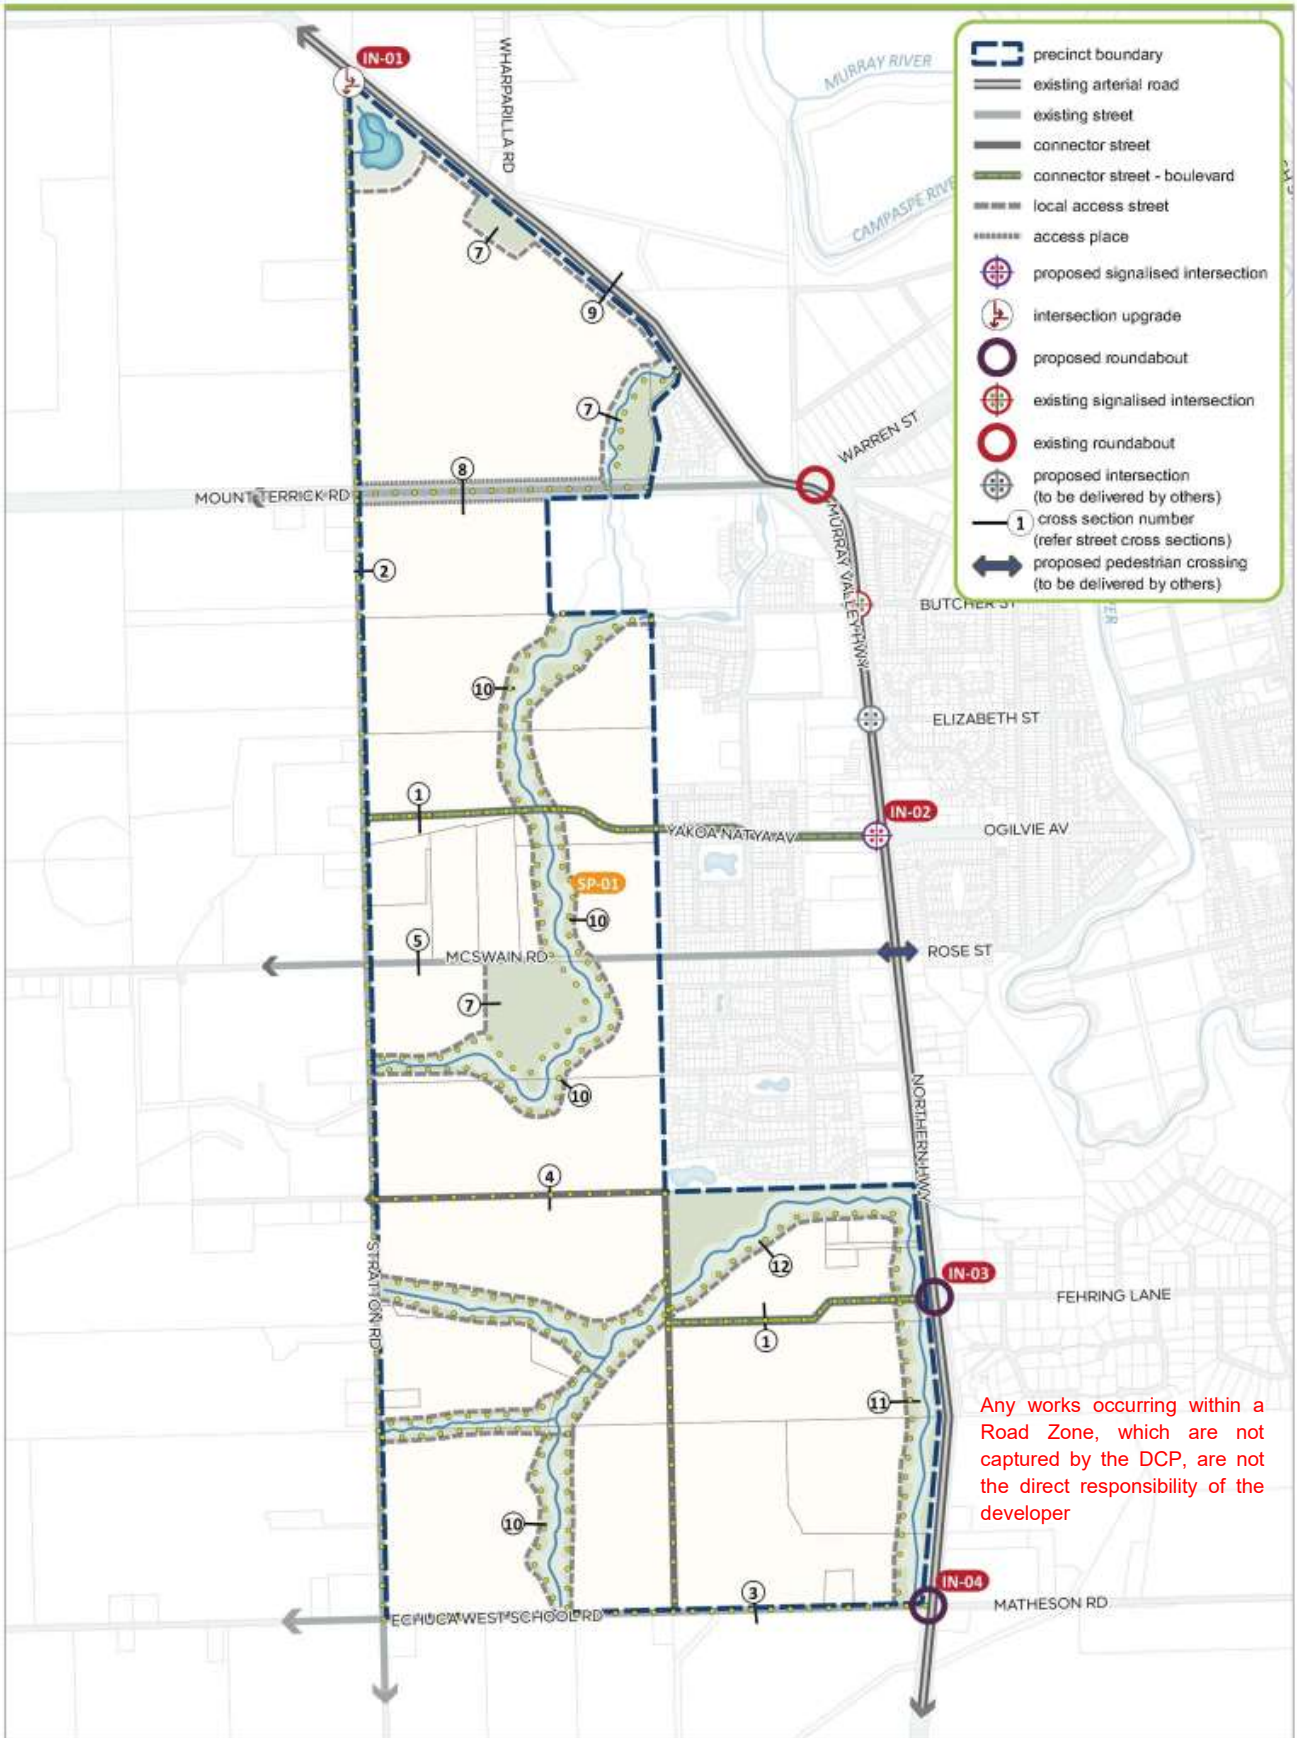 IN-01
WHARPARILLA RD
MURRAY RIVER
CAMPASPE RIVE
precinct boundary
existing arterial road
existing street
connector street
connector street - boulevard
local access street
access place
proposed signalised intersection
intersection upgrade
proposed roundabout
existing signalised intersection
existing roundabout
proposed intersection
(to be delivered by others)
1 cross section number
(refer street cross sections)
proposed pedestrian crossing
(to be delivered by others)
7
9
7
WARREN ST
8
MOUNT TERRICK RD
MURRAY VALLEY HWY
2
BUTCHER ST
10
ELIZABETH ST
1
IN-02
YAKOA NATYA AV
OGILVIE AV
SP-01
10
5
MCSWAIN RD
ROSE ST
7
10
NORTHERN HWY
4
STRATTON RD
12
IN-03
FEHRING LANE
1
11
Any works occurring within a
Road Zone, which are not
captured by the DCP, are not
the direct responsibility of the
developer
10
3
IN-04
ECHUCA WEST SCHOOL RD
MATHESON RD